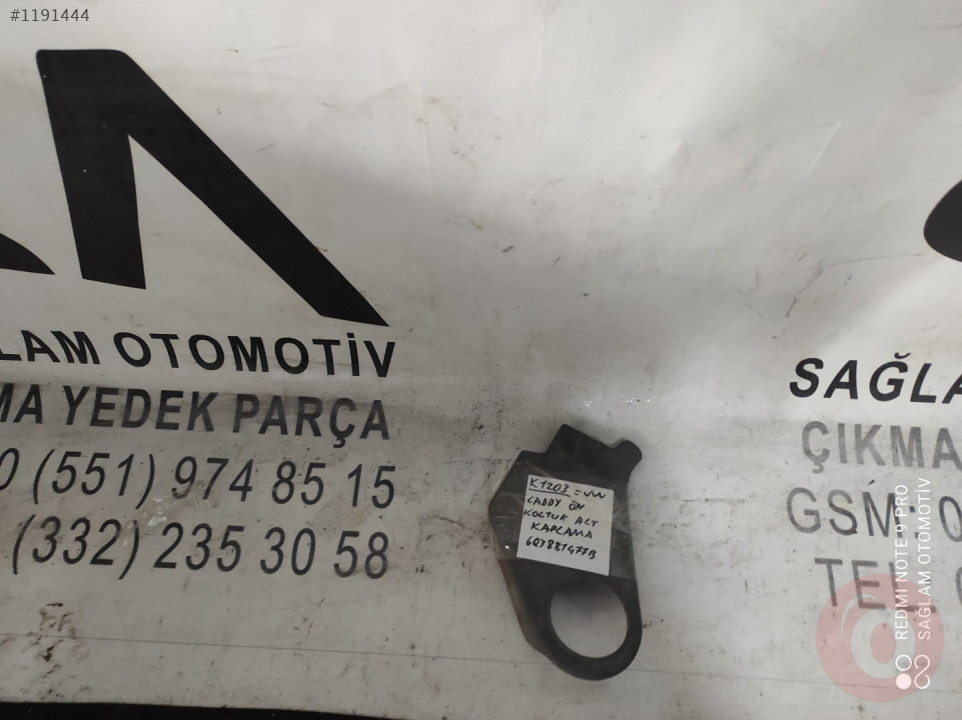 #1191444
LAM OTOMOTİV
MA YEDEK PARÇA
0 (551) 974 85 15
(332) 235 30 58
K1203 = VW
CADDY ÖN
KOLTUK ALT
KAPLAMA
SAĞLA
ÇIKMA
GSM: 0
TEL
REDMI NOTE 9 PRO
SAĞLAM OTOMOTİV